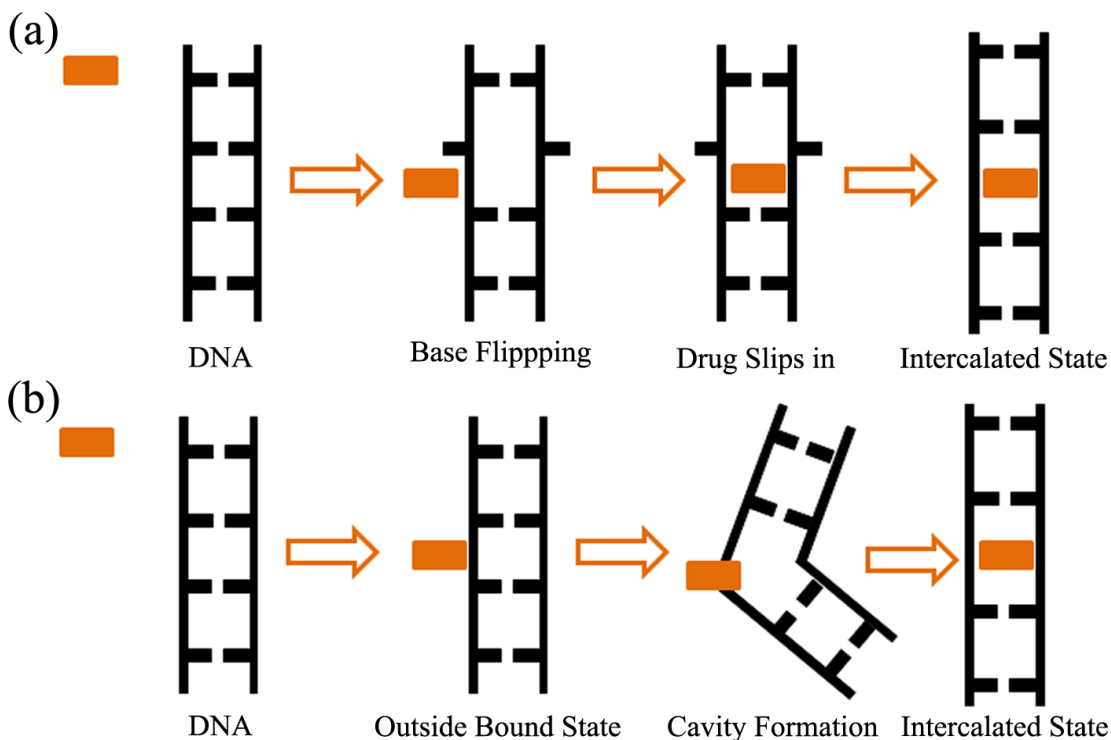 (a)
DNA
Base Flippping
Drug Slips in
Intercalated State
(b)
DNA
Outside Bound State
Cavity Formation
Intercalated State